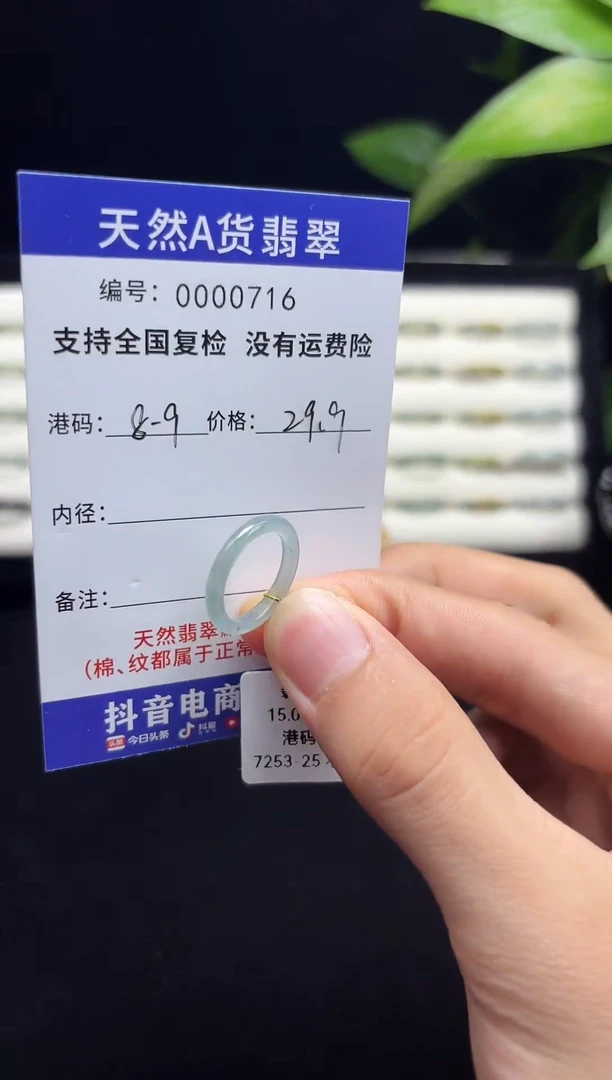 天然A货翡翠
编号：0000716
支持全国复检 没有运费险
港码：8-9 价格：29.9
内径：
备注：
天然翡翠
(棉、纹都属于正常
抖音电商
头条 今日头条 抖音
15.0
港码
7253-25